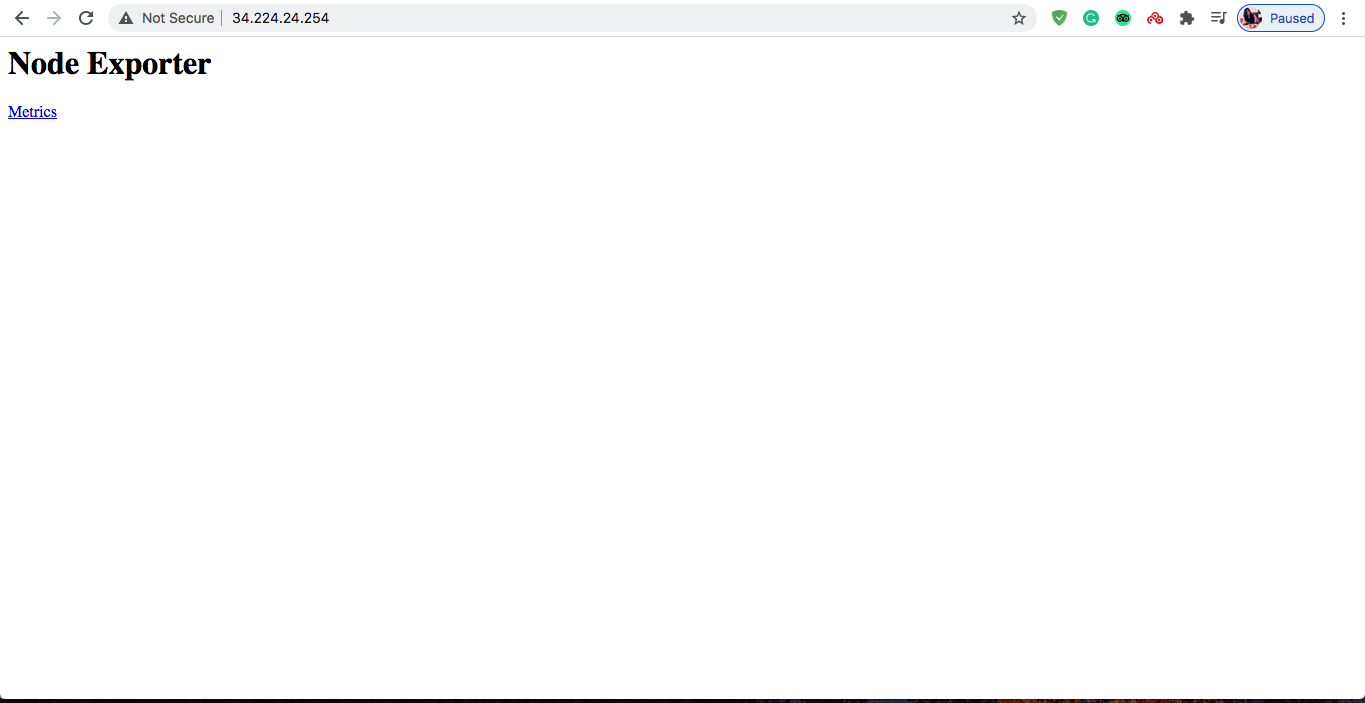 Not Secure 34.224.24.254 Paused
Node Exporter
Metrics